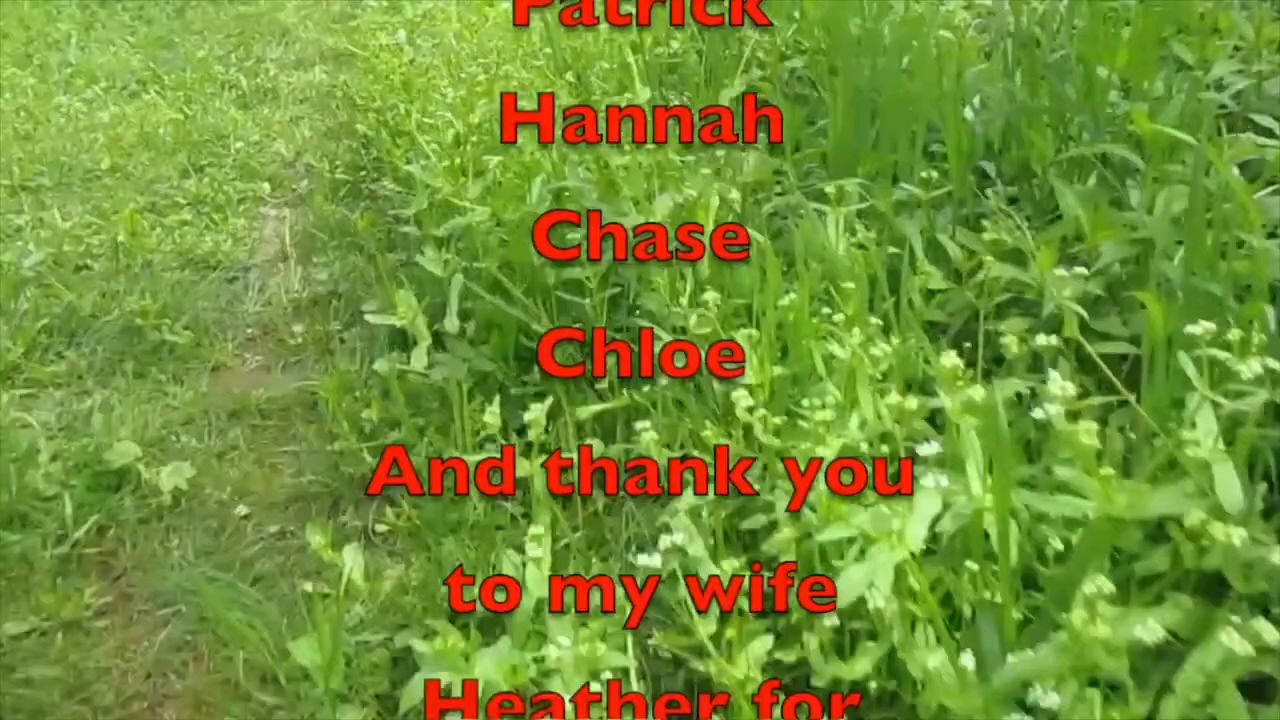 Patrick
Hannah
Chase
Chloe
And thank you
to my wife
Heather for